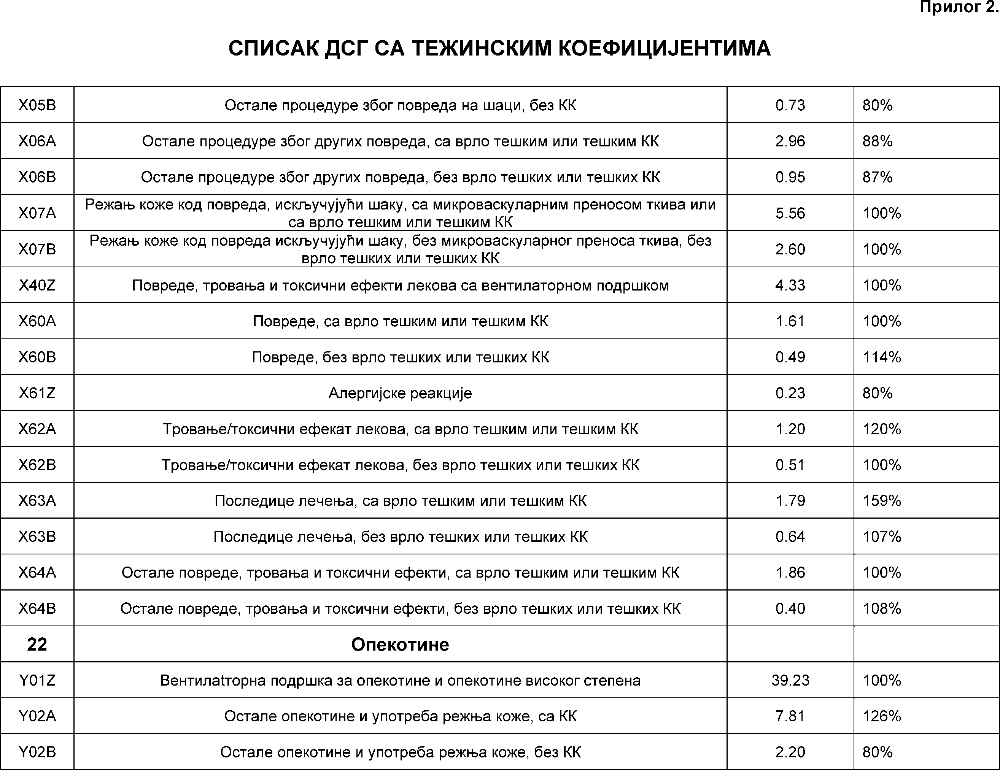 Прилог 2.
СПИСАК ДСГ СА ТЕЖИНСКИМ КОЕФИЦИЈЕНТИМА
X05B Остале процедуре због повреда на шаци, без КК 0.73 80%
X06A Остале процедуре због других повреда, са врло тешким или тешким КК 2.96 88%
X06B Остале процедуре због других повреда, без врло тешких или тешких КК 0.95 87%
X07A Режањ коже код повреда, искључујући шаку, са микроваскуларним преносом ткива или
са врло тешким или тешким КК 5.56 100%
X07B Режањ коже код повреда искључујући шаку, без микроваскуларног преноса ткива, без
врло тешких или тешких КК 2.60 100%
X40Z Повреде, тровања и токсични ефекти лекова са вентилаторном подршком 4.33 100%
X60A Повреде, са врло тешким или тешким КК 1.61 100%
X60B Повреде, без врло тешких или тешких КК 0.49 114%
X61Z Алергијске реакције 0.23 80%
X62A Тровање/токсични ефекат лекова, са врло тешким или тешким КК 1.20 120%
X62B Тровање/токсични ефекат лекова, без врло тешких или тешких КК 0.51 100%
X63A Последице лечења, са врло тешким или тешким КК 1.79 159%
X63B Последице лечења, без врло тешких или тешких КК 0.64 107%
X64A Остале повреде, тровања и токсични ефекти, са врло тешким или тешким КК 1.86 100%
X64B Остале повреде, тровања и токсични ефекти, без врло тешких или тешких КК 0.40 108%
22 Опекотине
Y01Z Вентилаtторна подршка за опекотине и опекотине високог степена 39.23 100%
Y02A Остале опекотине и употреба режња коже, са КК 7.81 126%
Y02B Остале опекотине и употреба режња коже, без КК 2.20 80%